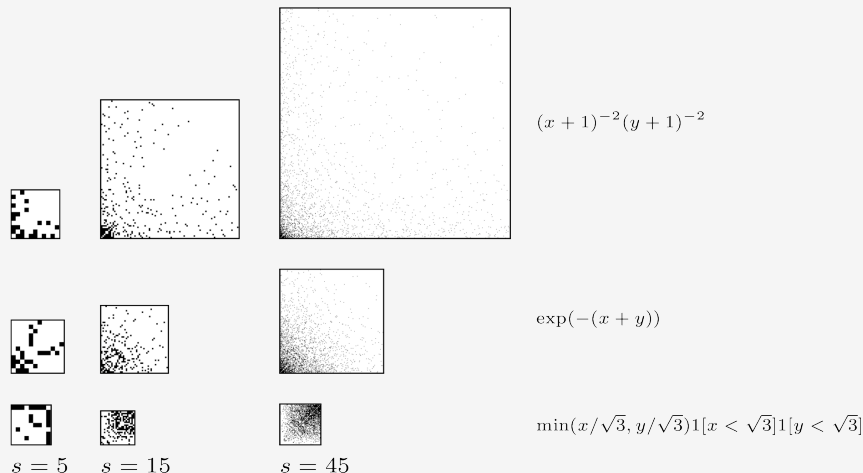 (x + 1)⁻²(y + 1)⁻²
exp(−(x + y))
min(x/√3, y/√3)1[x < √3]1[y < √3]
s = 5 s = 15 s = 45